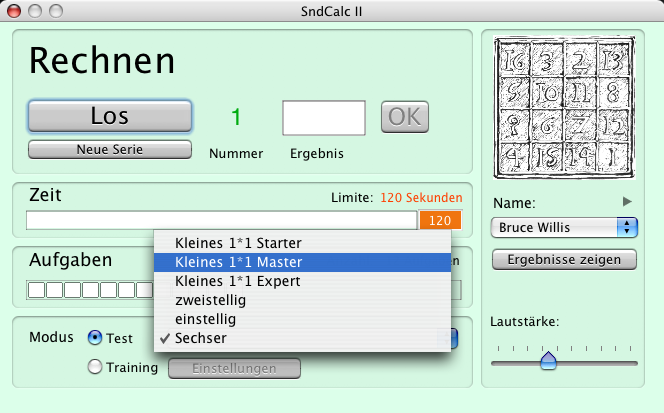 SndCalc II
Rechnen
Los
1
OK
Neue Serie
Nummer
Ergebnis
16 3 2 13
5 10 11 8
9 6 7 12
4 15 14 1
Zeit
Limite: 120 Sekunden
120
Name:
Bruce Willis
Ergebnisse zeigen
Aufgaben
Kleines 1*1 Starter
Kleines 1*1 Master
Kleines 1*1 Expert
zweistellig
einstellig
✓ Sechser
Modus
Test
Training
Einstellungen
Lautstärke: